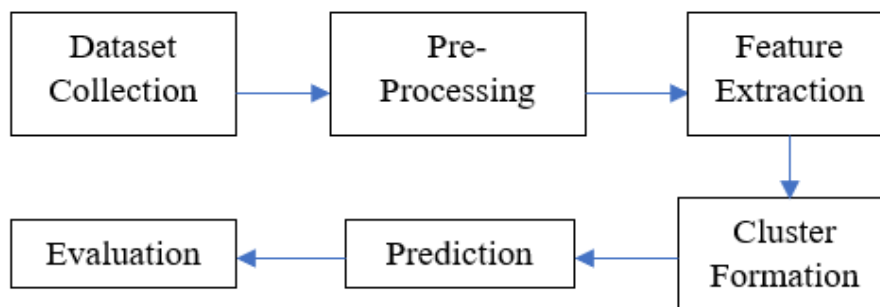 Dataset
Collection
Pre-
Processing
Feature
Extraction
Cluster
Formation
Prediction
Evaluation